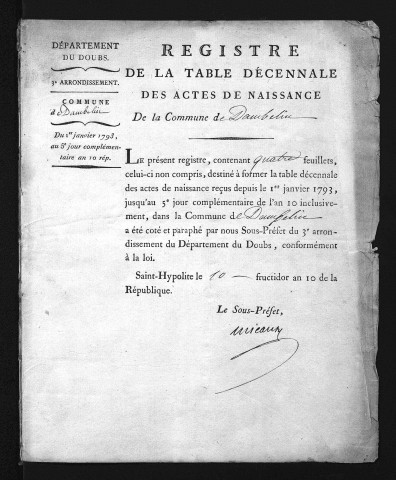 DÉPARTEMENT
DU DOUBS.
3e ARRONDISSEMENT.
COMMUNE
de Dambelin
Du 1er janvier 1793,
au 5e jour complémen-
taire an 10 rép.
REGISTRE
DE LA TABLE DÉCENNALE
DES ACTES DE NAISSANCE
De la Commune de Dambelin
LE présent registre, contenant quatre feuillets,
celui-ci non compris, destiné à former la table décennale
des actes de naissance reçus depuis le 1er janvier 1793,
jusqu'au 5e jour complémentaire de l'an 10 inclusive-
ment, dans la Commune de Dambelin
a été coté et paraphé par nous Sous-Préfet du 3e arron-
dissement du Département du Doubs, conformément
à la loi.
Saint-Hypolite le 10 — fructidor an 10 de la
République.
Le Sous-Préfet,